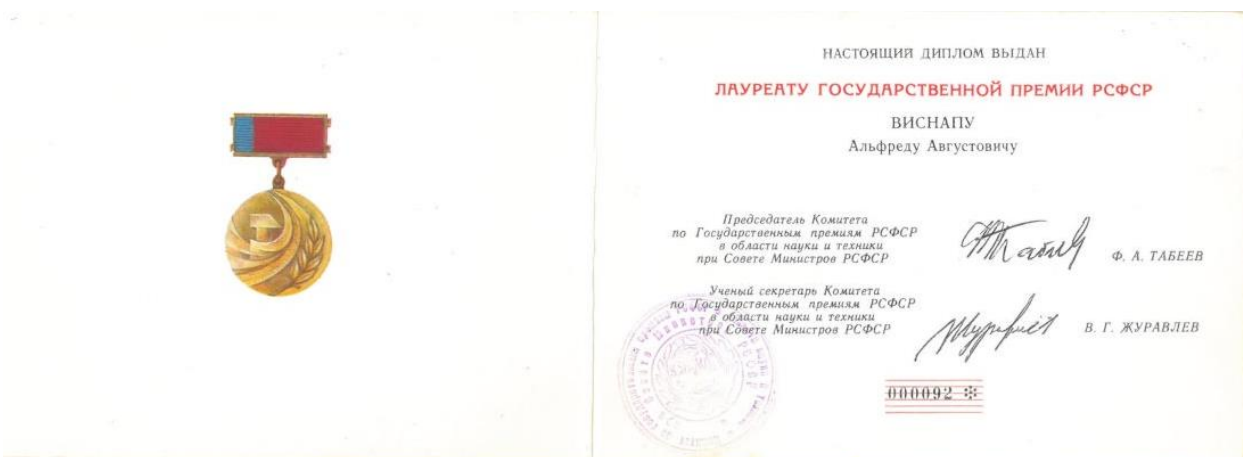 НАСТОЯЩИЙ ДИПЛОМ ВЫДАН
ЛАУРЕАТУ ГОСУДАРСТВЕННОЙ ПРЕМИИ РСФСР
ВИСНАПУ
Альфреду Августовичу
Председатель Комитета
по Государственным премиям РСФСР
в области науки и техники
при Совете Министров РСФСР
Ф. А. ТАБЕЕВ
Ученый секретарь Комитета
по Государственным премиям РСФСР
в области науки и техники
при Совете Министров РСФСР
В. Г. ЖУРАВЛЕВ
000092 ✻